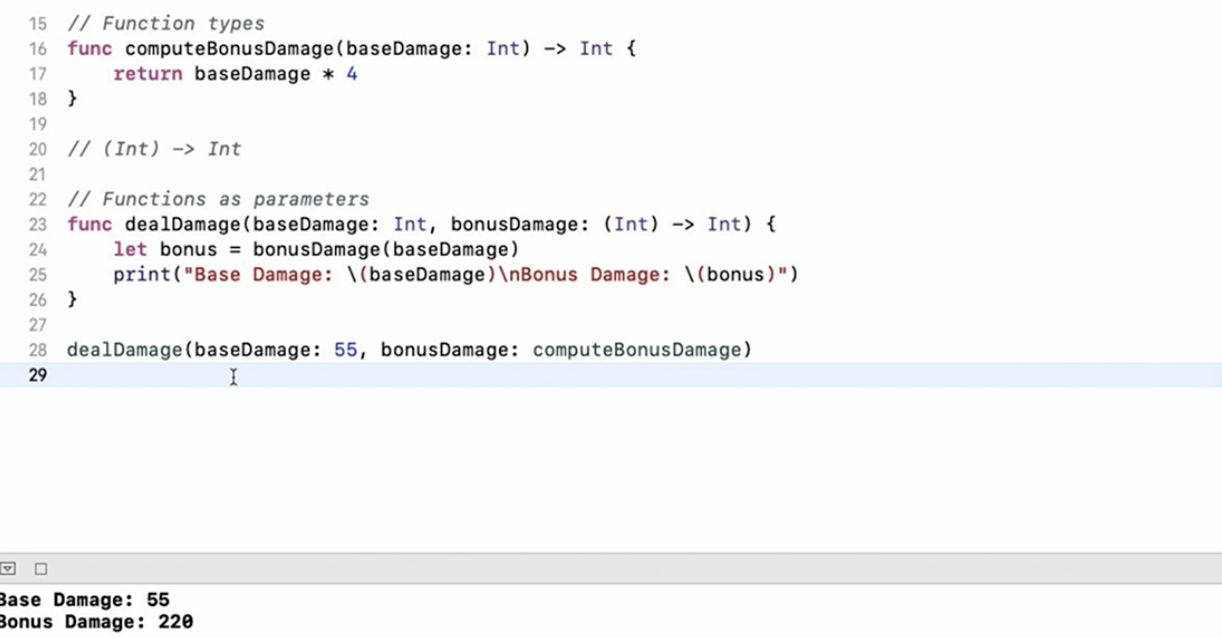 15 // Function types
16 func computeBonusDamage(baseDamage: Int) -> Int {
17     return baseDamage * 4
18 }
19
20 // (Int) -> Int
21
22 // Functions as parameters
23 func dealDamage(baseDamage: Int, bonusDamage: (Int) -> Int) {
24     let bonus = bonusDamage(baseDamage)
25     print("Base Damage: \(baseDamage)\nBonus Damage: \(bonus)")
26 }
27
28 dealDamage(baseDamage: 55, bonusDamage: computeBonusDamage)
29
Base Damage: 55
Bonus Damage: 220